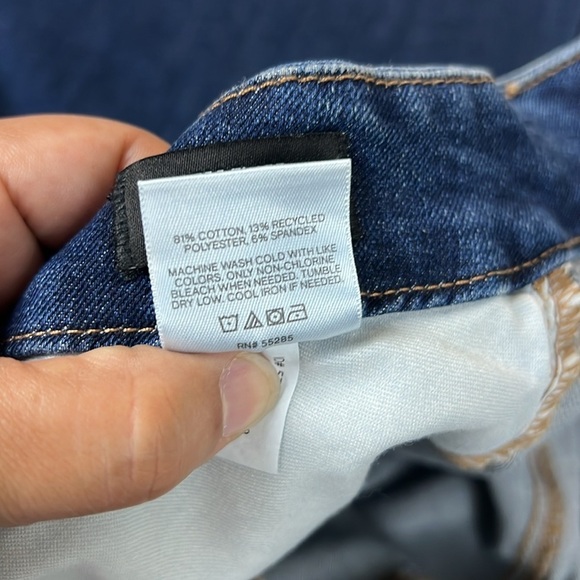 81% COTTON, 13% RECYCLED
POLYESTER, 6% SPANDEX
MACHINE WASH COLD WITH LIKE
COLORS, ONLY NON-CHLORINE
BLEACH WHEN NEEDED. TUMBLE
DRY LOW. COOL IRON IF NEEDED.
RN# 55285